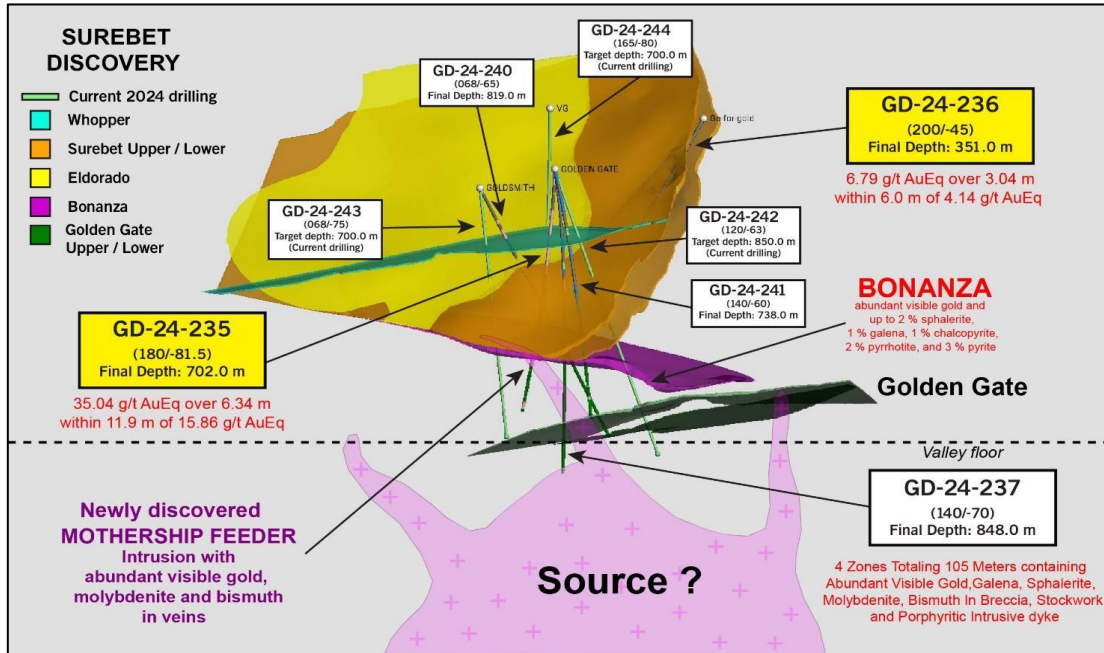 SUREBET
DISCOVERY
Current 2024 drilling
Whopper
Surebet Upper / Lower
Eldorado
Bonanza
Golden Gate
Upper / Lower
GD-24-244
(165/-80)
Target depth: 700.0 m
(Current drilling)
GD-24-240
(068/-65)
Final Depth: 819.0 m
VG
Go-for-gold
GOLDEN GATE
GOLDSMITH
GD-24-236
(200/-45)
Final Depth: 351.0 m
6.79 g/t AuEq over 3.04 m
within 6.0 m of 4.14 g/t AuEq
GD-24-243
(068/-75)
Target depth: 700.0 m
(Current drilling)
GD-24-242
(120/-63)
Target depth: 850.0 m
(Current drilling)
GD-24-241
(140/-60)
Final Depth: 738.0 m
BONANZA
abundant visible gold and
up to 2 % sphalerite,
1 % galena, 1 % chalcopyrite,
2 % pyrrhotite, and 3 % pyrite
GD-24-235
(180/-81.5)
Final Depth: 702.0 m
35.04 g/t AuEq over 6.34 m
within 11.9 m of 15.86 g/t AuEq
Golden Gate
Valley floor
GD-24-237
(140/-70)
Final Depth: 848.0 m
4 Zones Totaling 105 Meters containing
Abundant Visible Gold,Galena, Sphalerite,
Molybdenite, Bismuth In Breccia, Stockwork
and Porphyritic Intrusive dyke
Newly discovered
MOTHERSHIP FEEDER
Intrusion with
abundant visible gold,
molybdenite and bismuth
in veins
Source ?